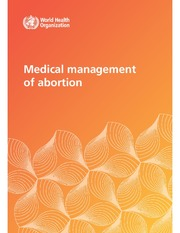 World Health
Organization
Medical management
of abortion